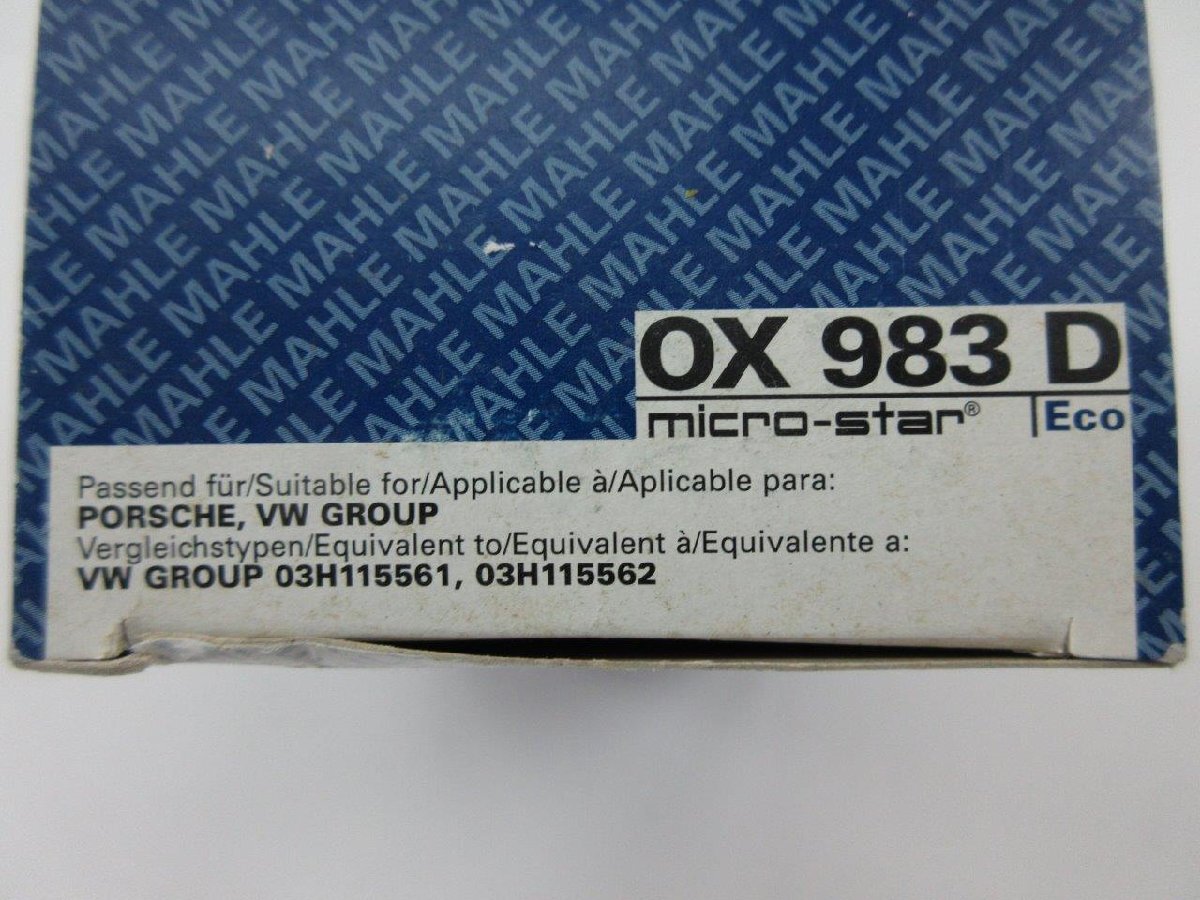 MAHLE
OX 983 D
micro-star® Eco
Passend für/Suitable for/Applicable à/Aplicable para:
PORSCHE, VW GROUP
Vergleichstypen/Equivalent to/Equivalent à/Equivalente a:
VW GROUP 03H115561, 03H115562